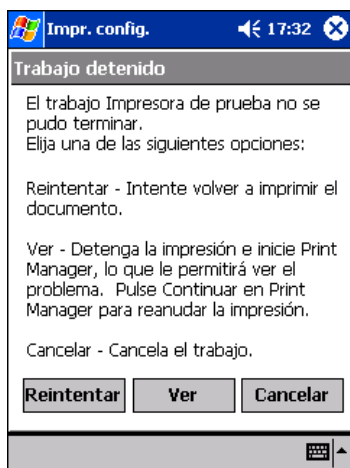 Impr. config. 17:32
Trabajo detenido
El trabajo Impresora de prueba no se
pudo terminar.
Elija una de las siguientes opciones:
Reintentar - Intente volver a imprimir el
documento.
Ver - Detenga la impresión e inicie Print
Manager, lo que le permitirá ver el
problema.  Pulse Continuar en Print
Manager para reanudar la impresión.
Cancelar - Cancela el trabajo.
Reintentar Ver Cancelar